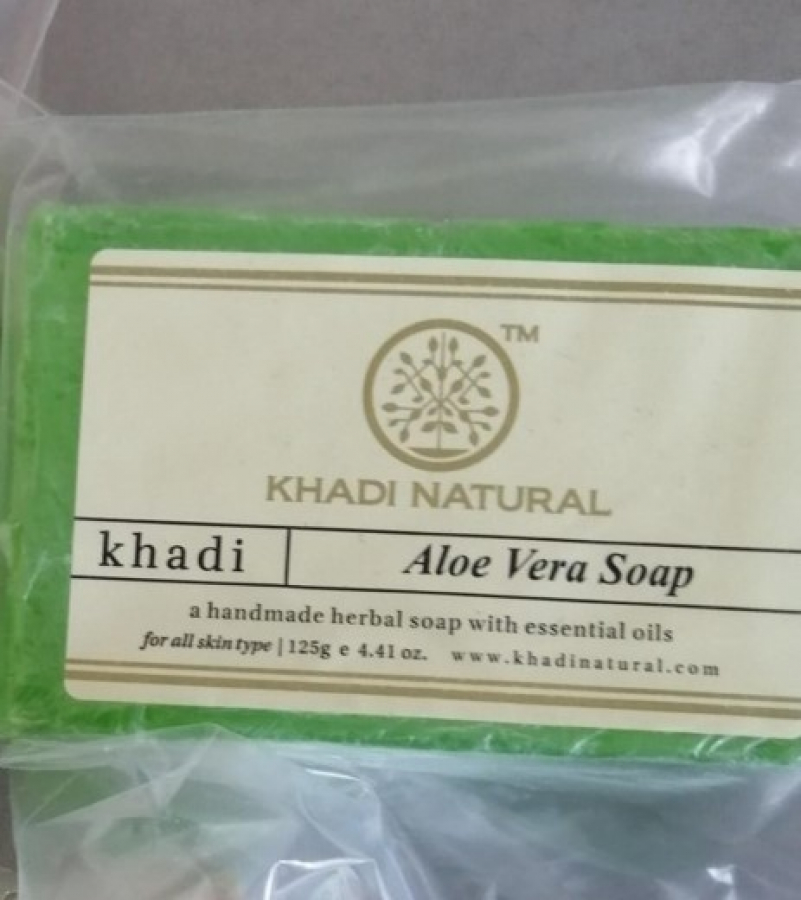 TM
KHADI NATURAL
khadi Aloe Vera Soap
a handmade herbal soap with essential oils
for all skin type | 125g e 4.41 oz. www.khadinatural.com